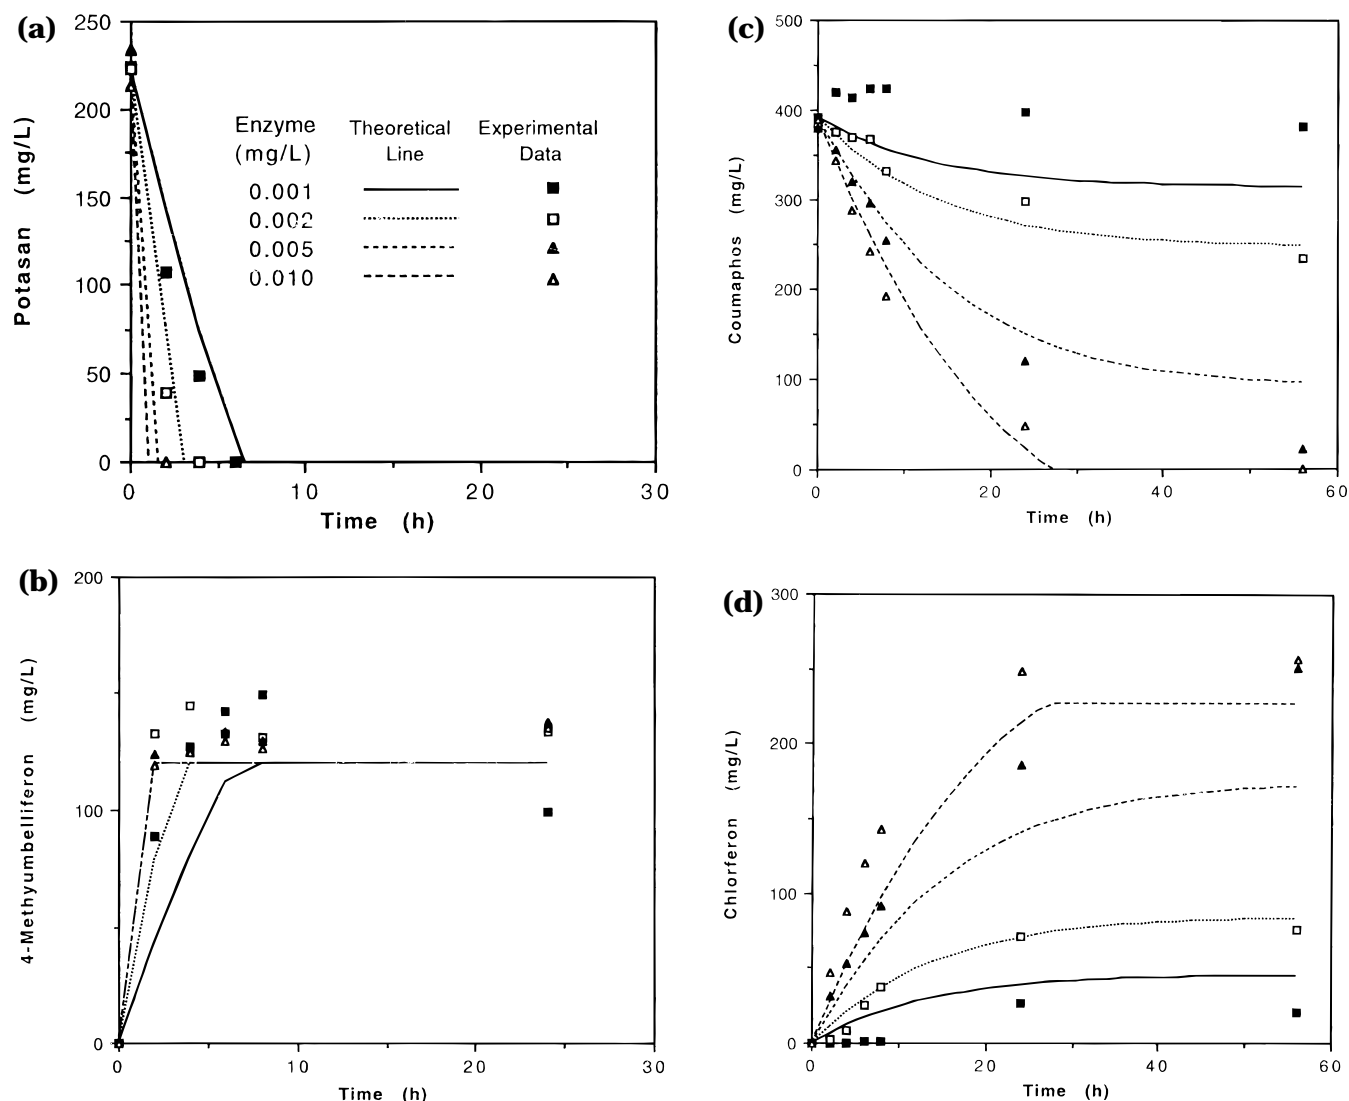 (a)
250
200
150
100
50
0
Potasan (mg/L)
Enzyme Theoretical Experimental
(mg/L) Line Data
0.001
0.002
0.005
0.010
0 10 20 30
Time (h)
(c)
500
400
300
200
100
0
Coumaphos (mg/L)
0 20 40 60
Time (h)
(b)
200
100
0
4-Methyumbelliferon (mg/L)
0 10 20 30
Time (h)
(d)
300
200
100
0
Chlorferon (mg/L)
0 20 40 60
Time (h)